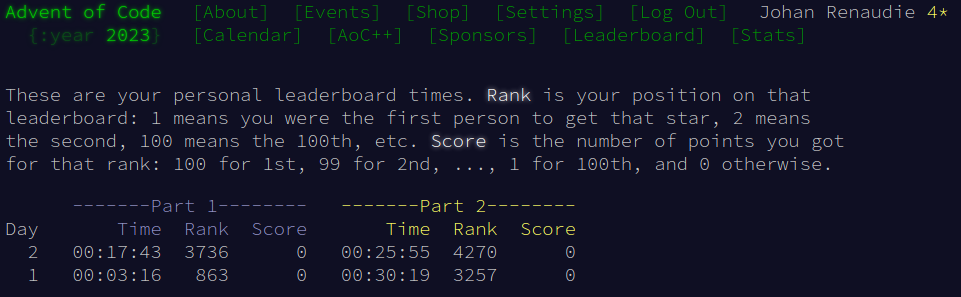 Advent of Code [About] [Events] [Shop] [Settings] [Log Out] Johan Renaudie 4*
{:year 2023} [Calendar] [AoC++] [Sponsors] [Leaderboard] [Stats]
These are your personal leaderboard times. Rank is your position on that
leaderboard: 1 means you were the first person to get that star, 2 means
the second, 100 means the 100th, etc. Score is the number of points you got
for that rank: 100 for 1st, 99 for 2nd, ..., 1 for 100th, and 0 otherwise.
-------Part 1-------- -------Part 2--------
Day Time Rank Score Time Rank Score
2 00:17:43 3736 0 00:25:55 4270 0
1 00:03:16 863 0 00:30:19 3257 0